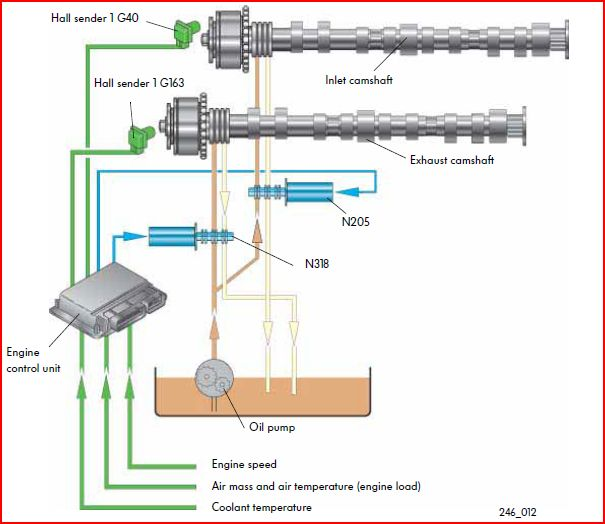 Hall sender 1 G40
Inlet camshaft
Hall sender 1 G163
Exhaust camshaft
N205
N318
Engine
control unit
Oil pump
Engine speed
Air mass and air temperature (engine load)
Coolant temperature
246_012